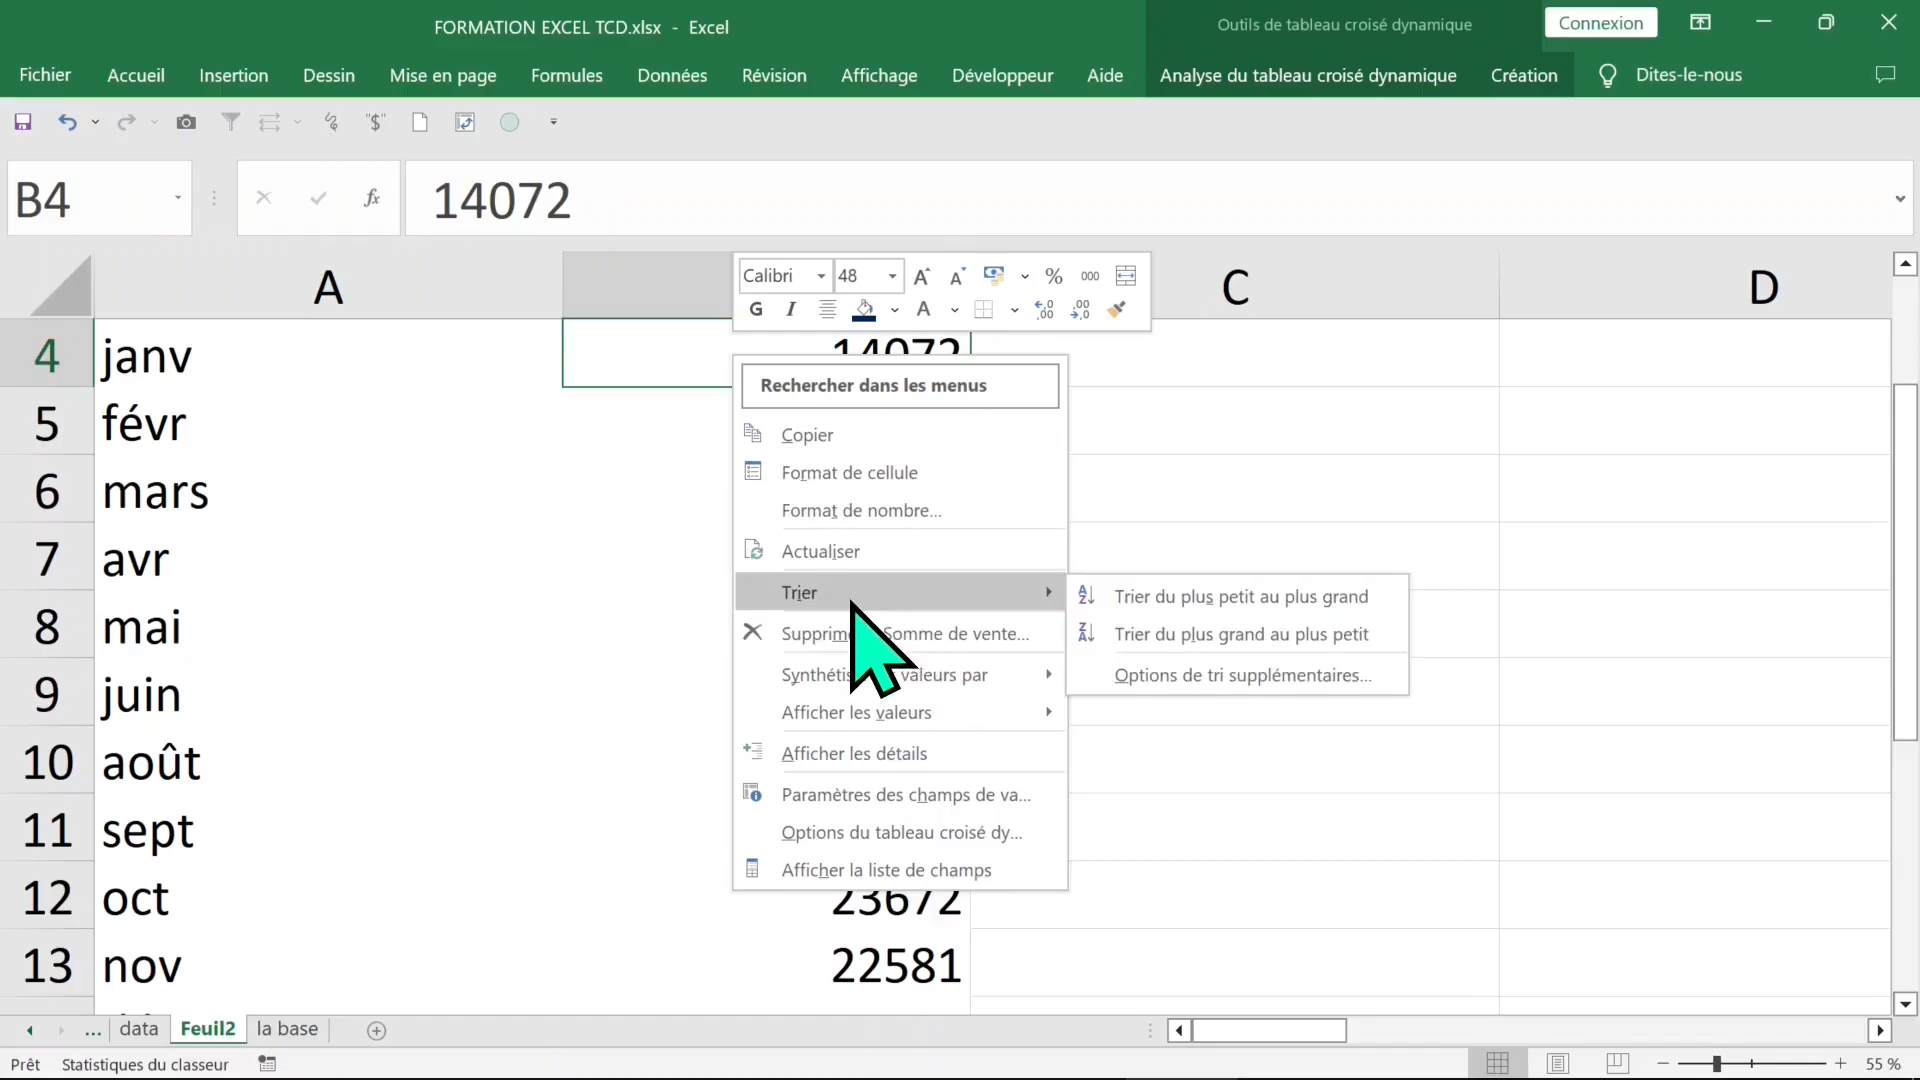 FORMATION EXCEL TCD.xlsx - Excel
Outils de tableau croisé dynamique
Connexion
Fichier
Accueil
Insertion
Dessin
Mise en page
Formules
Données
Révision
Affichage
Développeur
Aide
Analyse du tableau croisé dynamique
Création
Dites-le-nous
B4
fx
14072
A
C
D
Calibri
48
A
A
%
000
G
I
A
4
janv
14072
5
févr
6
mars
7
avr
8
mai
9
juin
10
août
11
sept
12
oct
23672
13
nov
22581
Rechercher dans les menus
Copier
Format de cellule
Format de nombre...
Actualiser
Trier
Trier du plus petit au plus grand
Trier du plus grand au plus petit
Options de tri supplémentaires...
Somme de vente...
valeurs par
Afficher les valeurs
Afficher les détails
Paramètres des champs de va...
Options du tableau croisé dy...
Afficher la liste de champs
... data
Feuil2
la base
Prêt
Statistiques du classeur
55 %